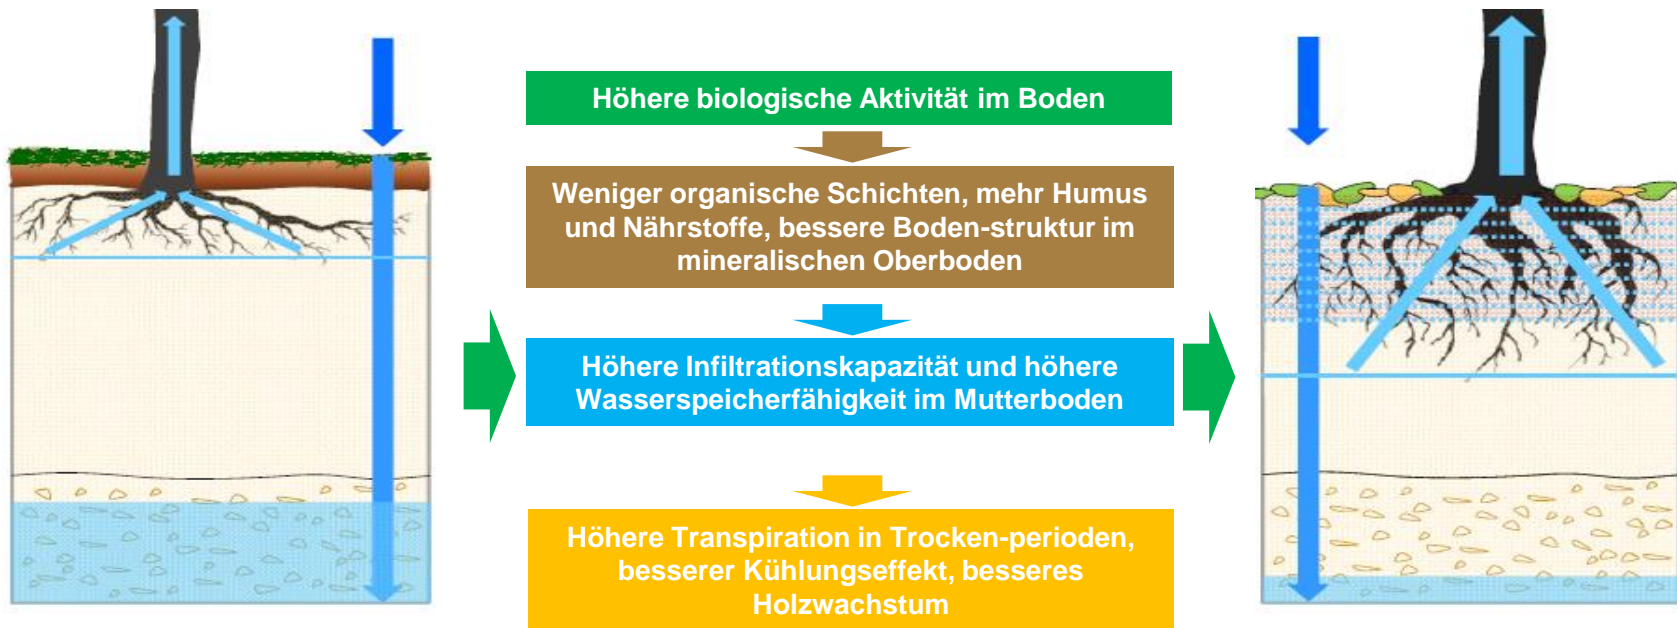 Höhere biologische Aktivität im Boden
Weniger organische Schichten, mehr Humus
und Nährstoffe, bessere Boden-struktur im
mineralischen Oberboden
Höhere Infiltrationskapazität und höhere
Wasserspeicherfähigkeit im Mutterboden
Höhere Transpiration in Trocken-perioden,
besserer Kühlungseffekt, besseres
Holzwachstum